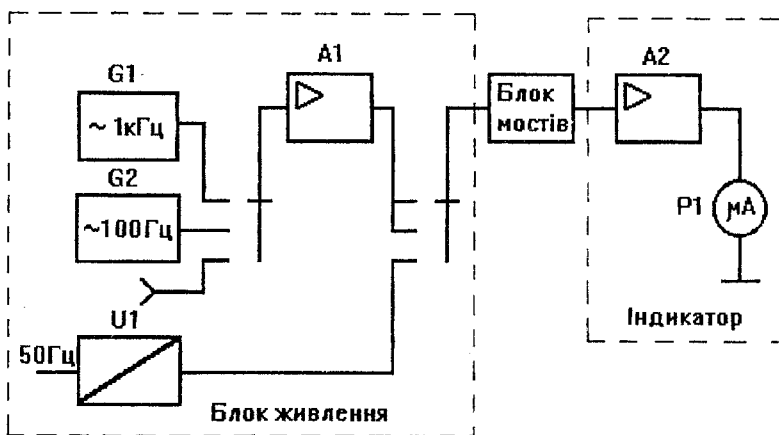 G1
~ 1кГц
G2
~100Гц
A1
Блок
мостів
A2
P1
μA
U1
50Гц
Блок живлення
Індикатор